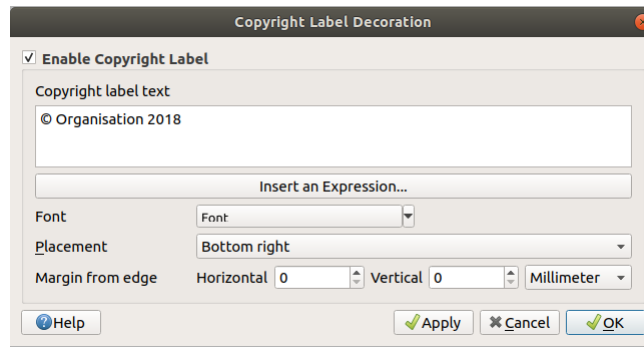 Copyright Label Decoration
Enable Copyright Label
Copyright label text
© Organisation 2018
Insert an Expression...
Font Font
Placement Bottom right
Margin from edge Horizontal 0 Vertical 0 Millimeter
Help Apply Cancel OK